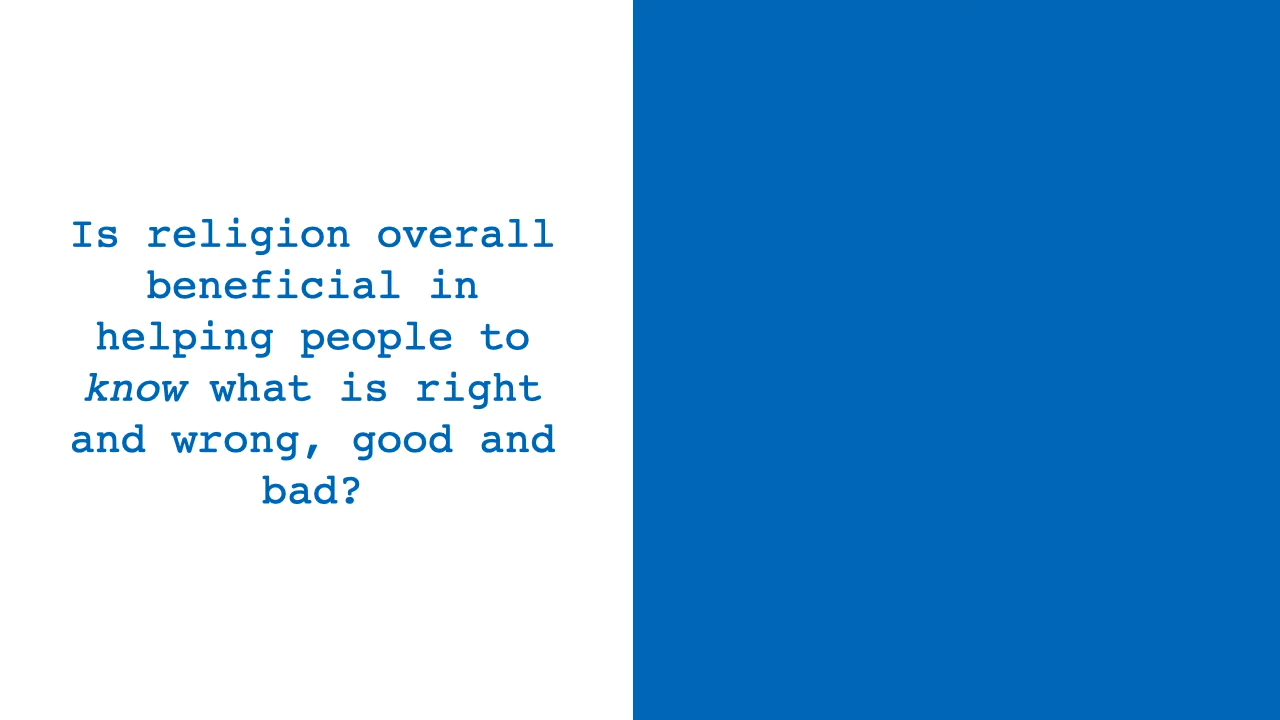 Is religion overall
beneficial in
helping people to
know what is right
and wrong, good and
bad?